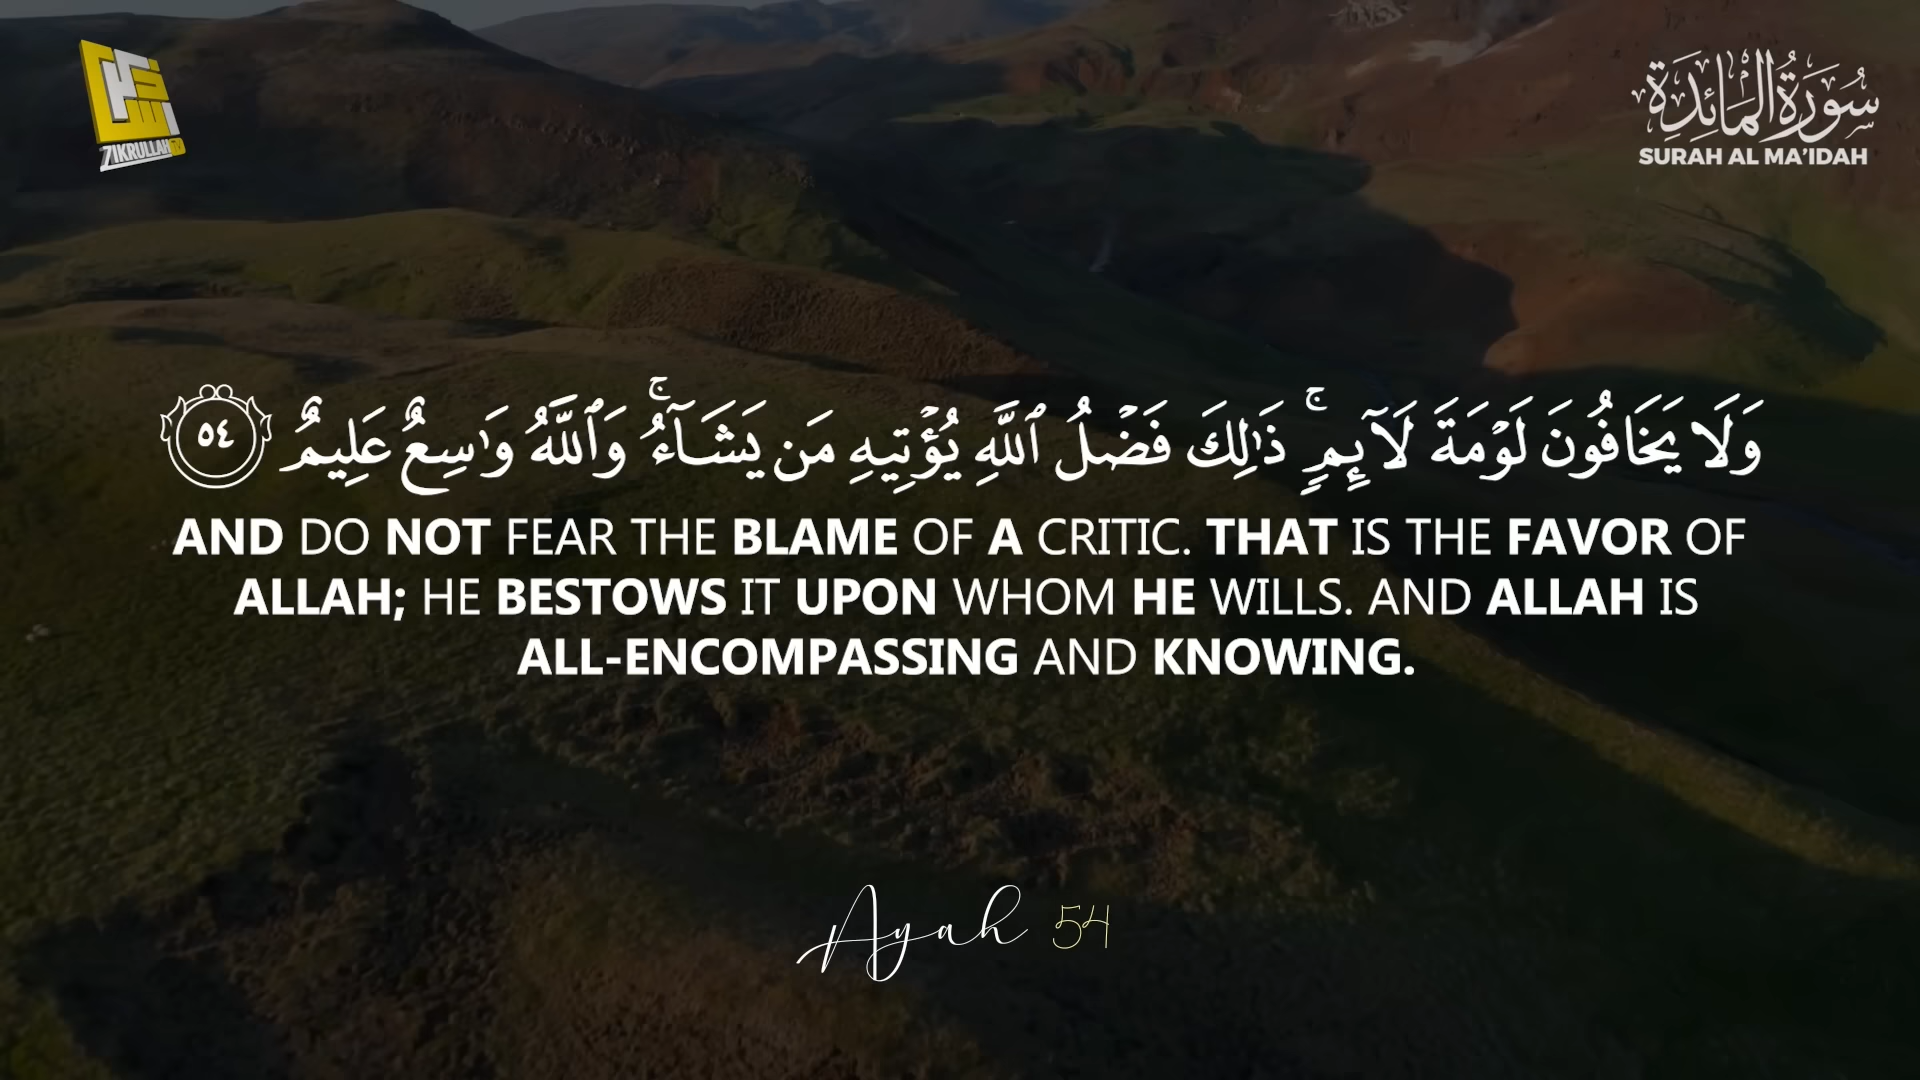 ZIKRULLAH TV
سُورَةُ المَائِدَةِ
SURAH AL MA'IDAH
وَلَا يَخَافُونَ لَوْمَةَ لَآئِمٍ ۚ ذَٰلِكَ فَضْلُ ٱللَّهِ يُؤْتِيهِ مَن يَشَآءُ ۚ وَٱللَّهُ وَٰسِعٌ عَلِيمٌ ٥٤
AND DO NOT FEAR THE BLAME OF A CRITIC. THAT IS THE FAVOR OF
ALLAH; HE BESTOWS IT UPON WHOM HE WILLS. AND ALLAH IS
ALL-ENCOMPASSING AND KNOWING.
Ayah 54